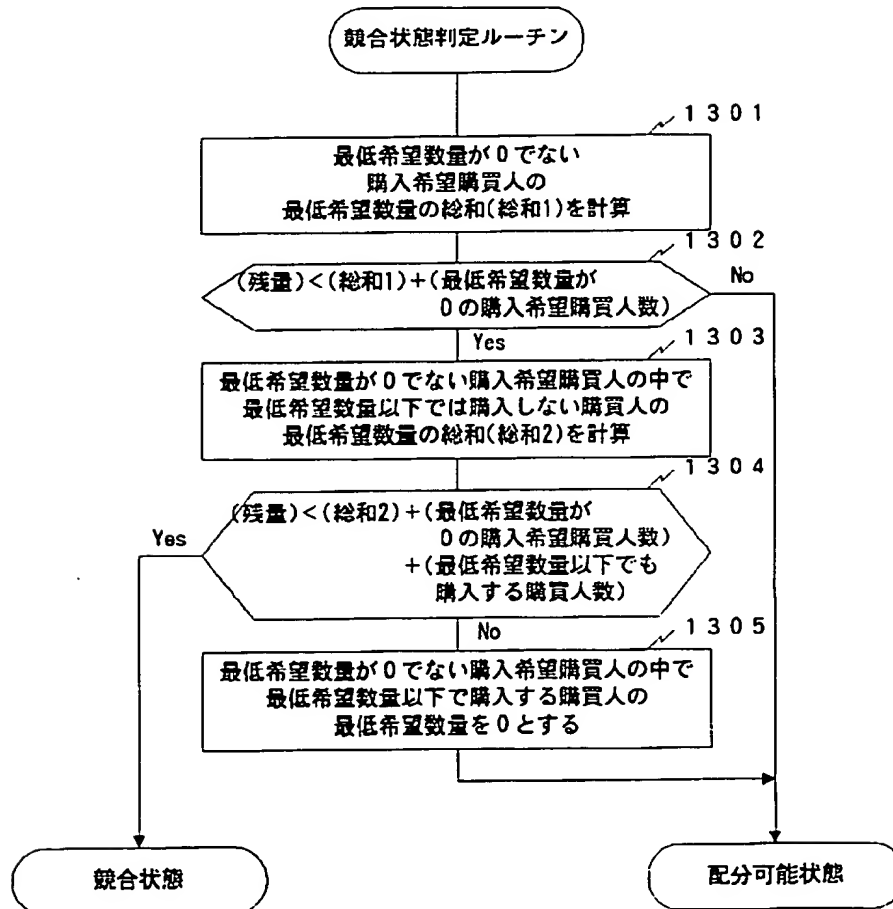 競合状態判定ルーチン
1301
最低希望数量が0でない
購入希望購買人の
最低希望数量の総和(総和1)を計算
1302
(残量)<(総和1)+(最低希望数量が
0の購入希望購買人数)
No
Yes
1303
最低希望数量が0でない購入希望購買人の中で
最低希望数量以下では購入しない購買人の
最低希望数量の総和(総和2)を計算
1304
(残量)<(総和2)+(最低希望数量が
0の購入希望購買人数)
+(最低希望数量以下でも
購入する購買人数)
Yes
No
1305
最低希望数量が0でない購入希望購買人の中で
最低希望数量以下で購入する購買人の
最低希望数量を0とする
競合状態
配分可能状態